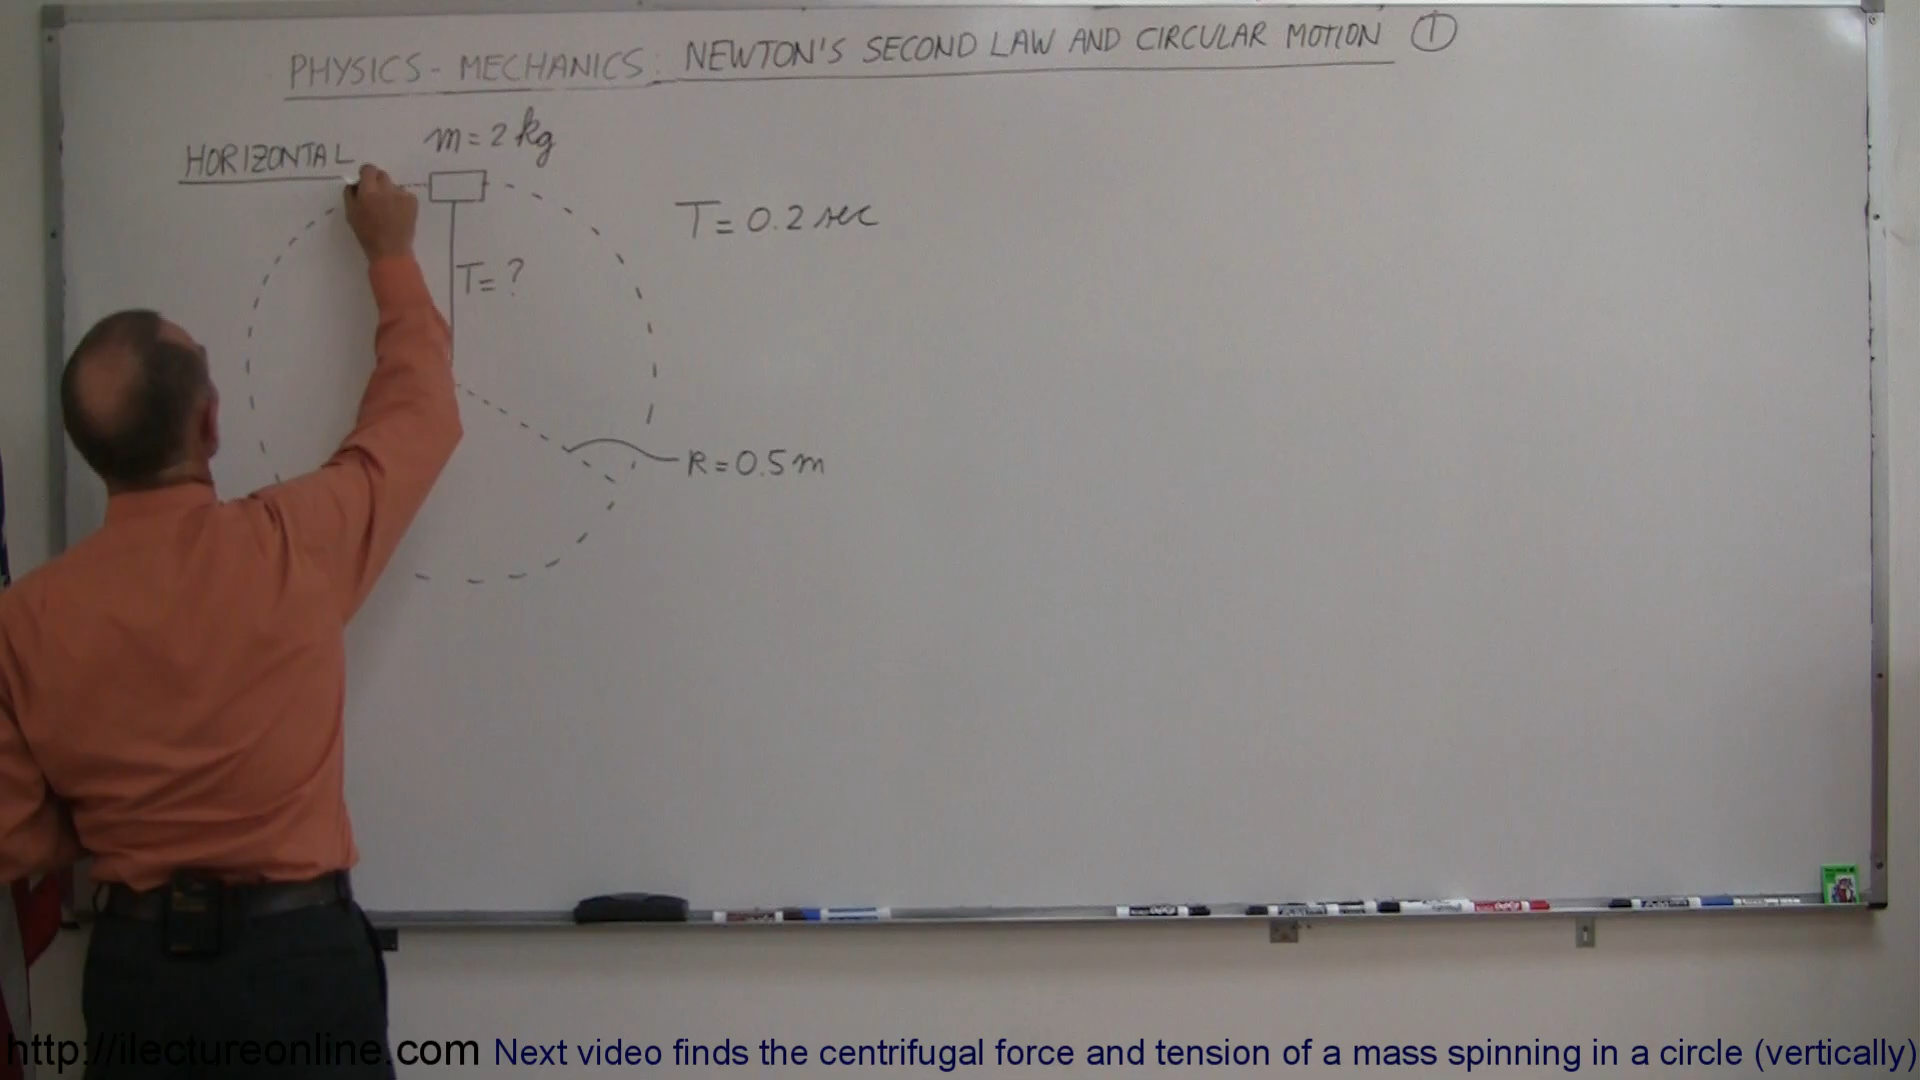 PHYSICS - MECHANICS: NEWTON'S SECOND LAW AND CIRCULAR MOTION 1
HORIZONTAL
m = 2 kg
T = 0.2 sec
T = ?
R = 0.5 m
http://ilectureonline.com Next video finds the centrifugal force and tension of a mass spinning in a circle (vertically)